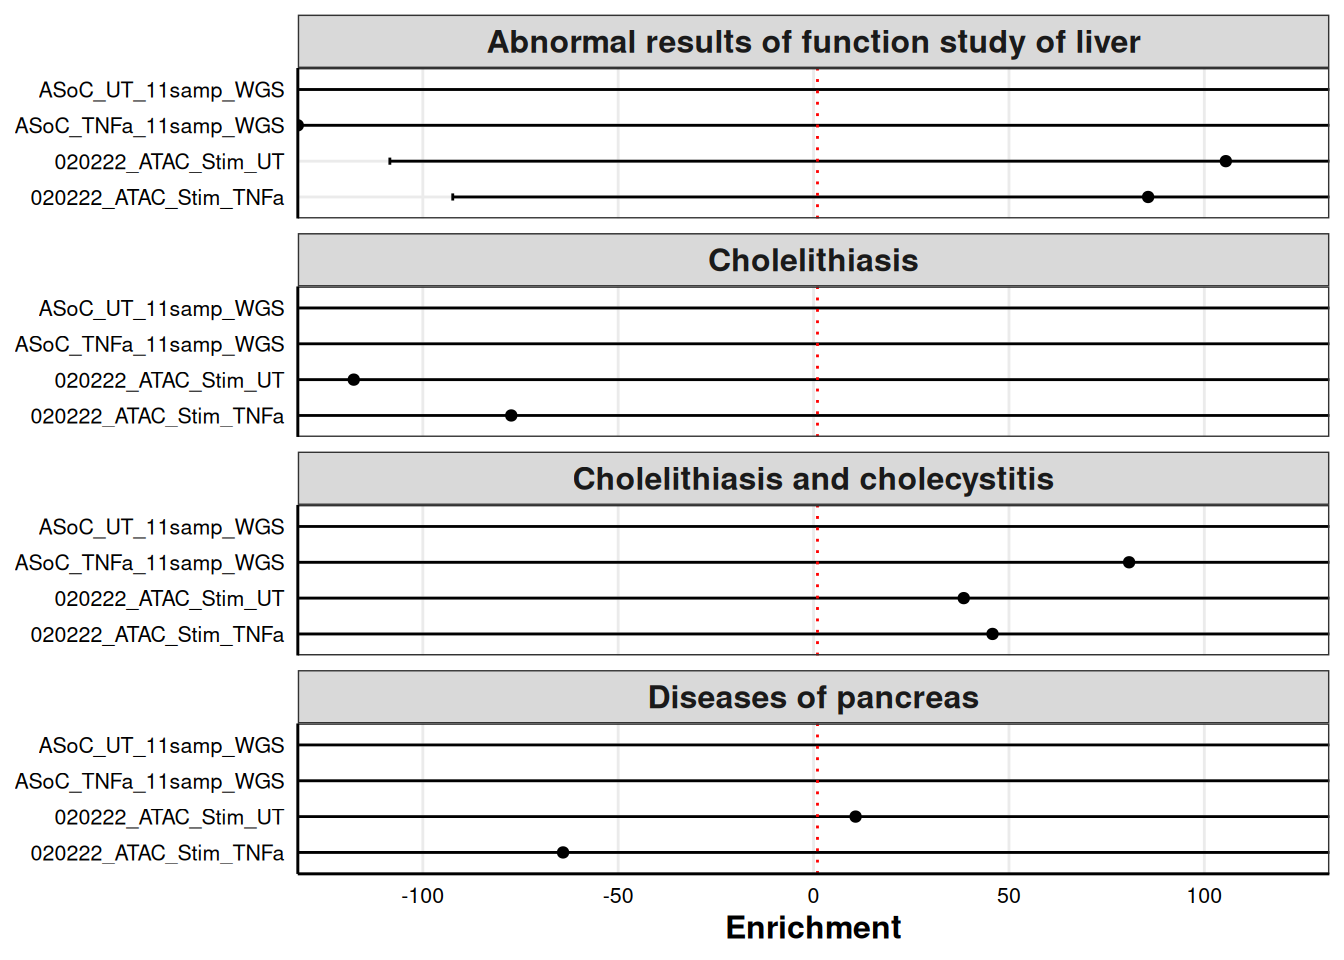 Abnormal results of function study of liver
ASoC_UT_11samp_WGS
ASoC_TNFa_11samp_WGS
020222_ATAC_Stim_UT
020222_ATAC_Stim_TNFa
Cholelithiasis
ASoC_UT_11samp_WGS
ASoC_TNFa_11samp_WGS
020222_ATAC_Stim_UT
020222_ATAC_Stim_TNFa
Cholelithiasis and cholecystitis
ASoC_UT_11samp_WGS
ASoC_TNFa_11samp_WGS
020222_ATAC_Stim_UT
020222_ATAC_Stim_TNFa
Diseases of pancreas
ASoC_UT_11samp_WGS
ASoC_TNFa_11samp_WGS
020222_ATAC_Stim_UT
020222_ATAC_Stim_TNFa
-100 -50 0 50 100
Enrichment